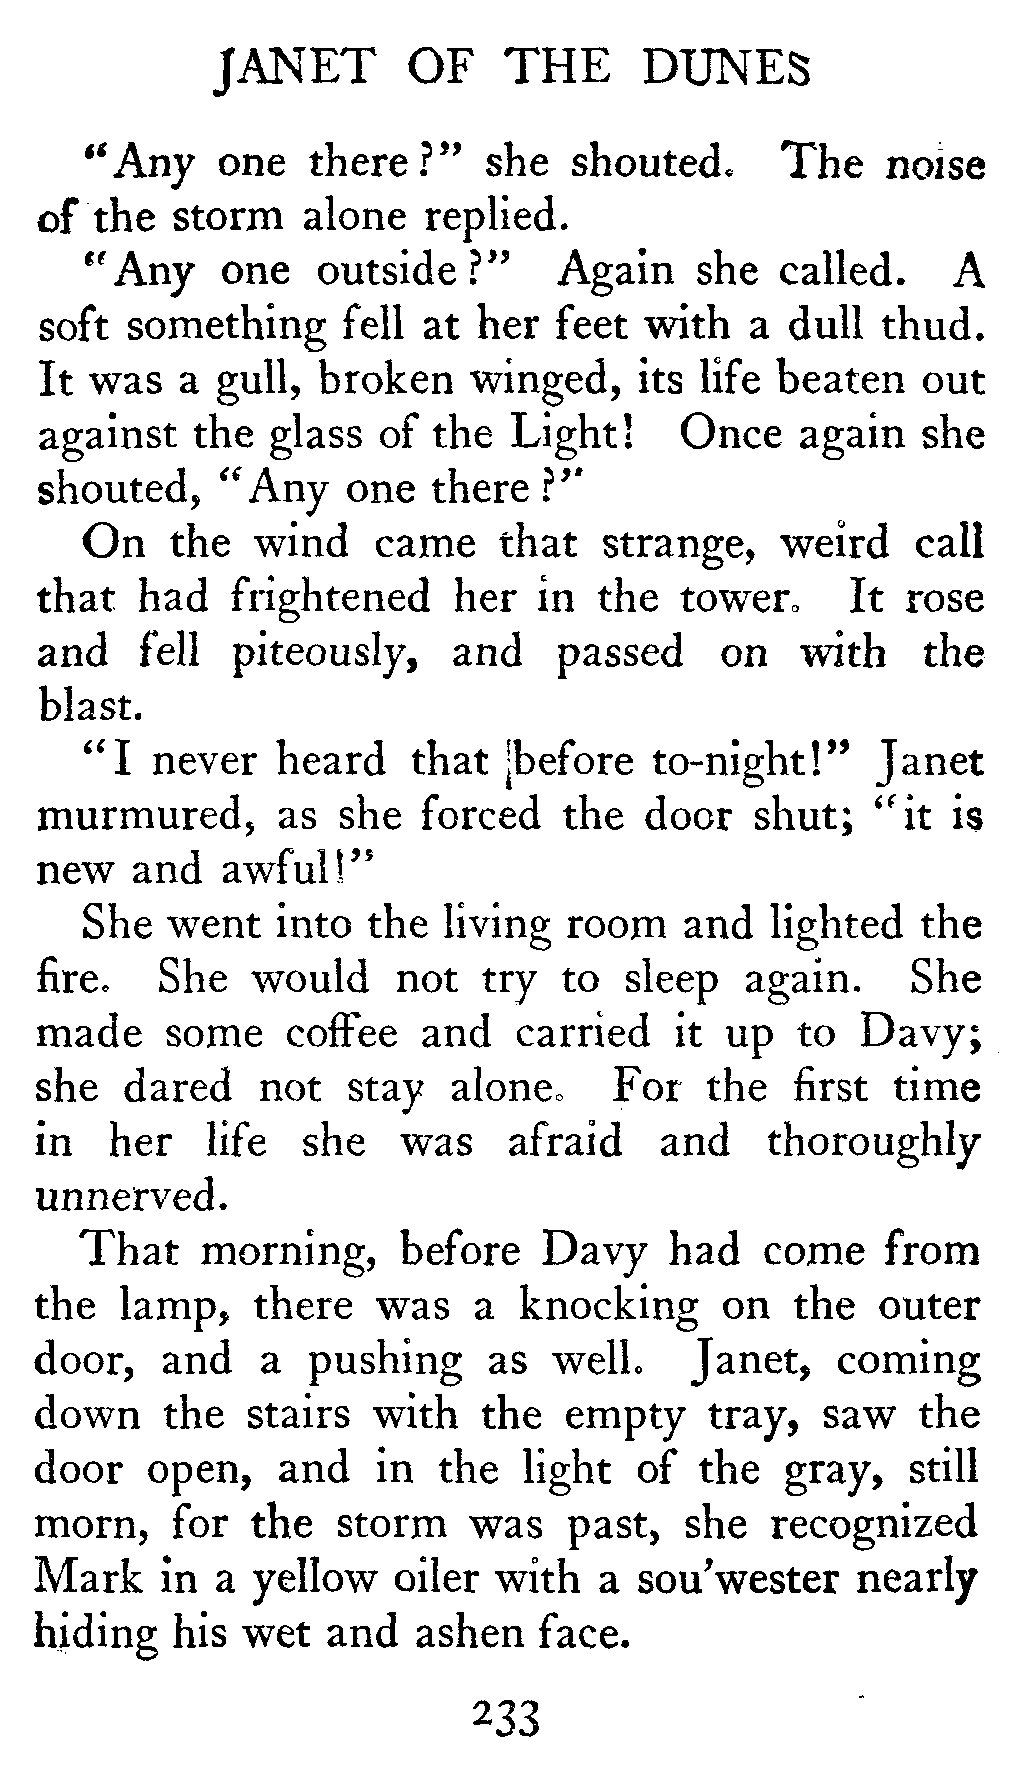 JANET OF THE DUNES
"Any one there?" she shouted. The noise
of the storm alone replied.
"Any one outside?" Again she called. A
soft something fell at her feet with a dull thud.
It was a gull, broken winged, its life beaten out
against the glass of the Light! Once again she
shouted, "Any one there?"
On the wind came that strange, weird call
that had frightened her in the tower. It rose
and fell piteously, and passed on with the
blast.
"I never heard that before to-night!" Janet
murmured, as she forced the door shut; "it is
new and awful!"
She went into the living room and lighted the
fire. She would not try to sleep again. She
made some coffee and carried it up to Davy;
she dared not stay alone. For the first time
in her life she was afraid and thoroughly
unnerved.
That morning, before Davy had come from
the lamp, there was a knocking on the outer
door, and a pushing as well. Janet, coming
down the stairs with the empty tray, saw the
door open, and in the light of the gray, still
morn, for the storm was past, she recognized
Mark in a yellow oiler with a sou'wester nearly
hiding his wet and ashen face.
233